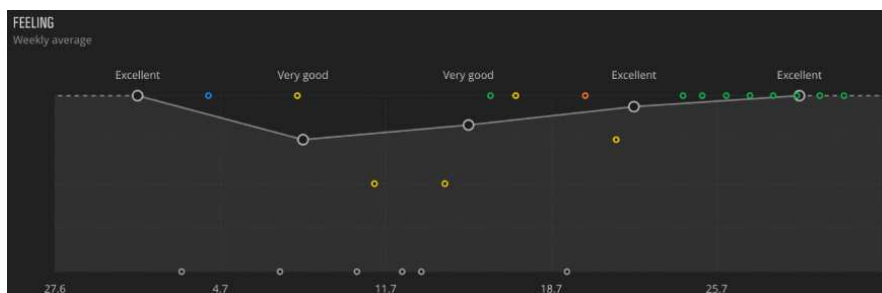 FEELING
Weekly average
Excellent Very good Very good Excellent Excellent
27.6 4.7 11.7 18.7 25.7